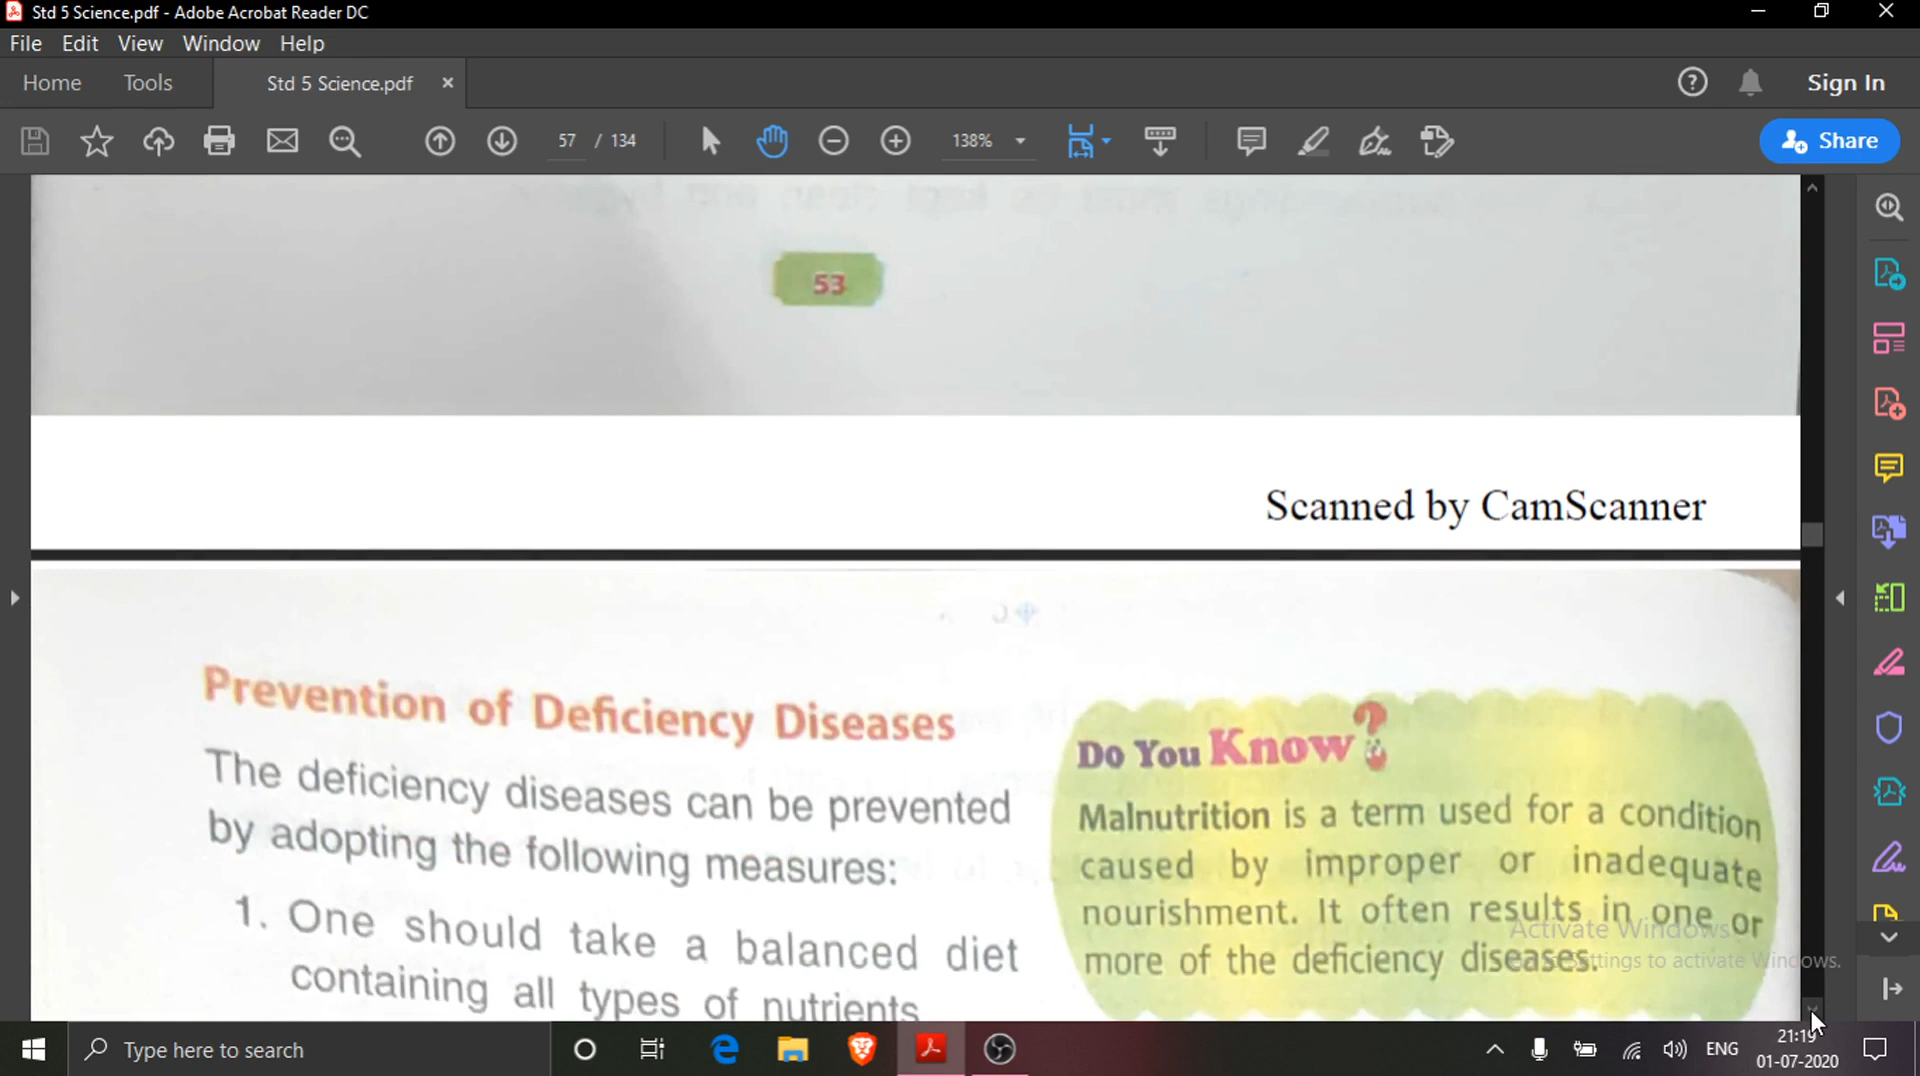 Std 5 Science.pdf - Adobe Acrobat Reader DC
File Edit View Window Help
Home Tools Std 5 Science.pdf × Sign In
57 / 134 138% Share
53
Scanned by CamScanner
Prevention of Deficiency Diseases
The deficiency diseases can be prevented
by adopting the following measures:
1. One should take a balanced diet
containing all types of nutrients
Do You Know?
Malnutrition is a term used for a condition
caused by improper or inadequate
nourishment. It often results in one or
more of the deficiency diseases.
Activate Windows
Settings to activate Windows.
Type here to search
ENG
21:19
01-07-2020